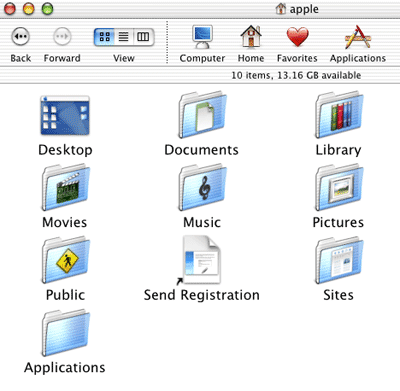 apple
Back Forward View Computer Home Favorites Applications
10 items, 13.16 GB available
Desktop Documents Library
Movies Music Pictures
Public Send Registration Sites
Applications